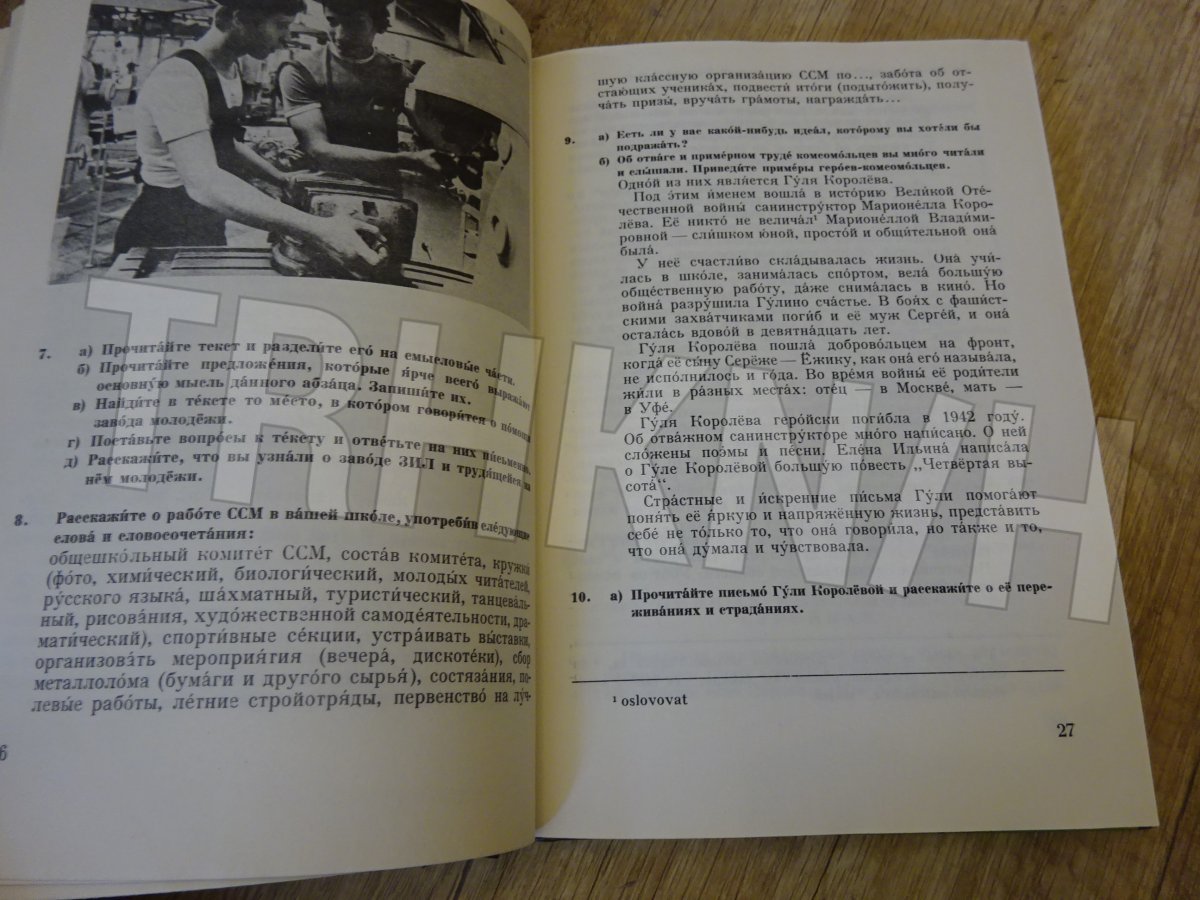 7. а) Прочита́йте текст и раздели́те его́ на смысловы́е ча́сти.
б) Прочита́йте предложе́ния, кото́рые я́рче всего́ выража́ют
основну́ю мысль да́нного абза́ца. Запиши́те их.
в) Найди́те в те́ксте то ме́сто, в кото́ром говори́тся о по́мощи
заво́да молодёжи.
г) Поста́вьте вопро́сы к те́ксту и отве́тьте на них пи́сьменно.
д) Расскажи́те, что вы узна́ли о заво́де ЗИЛ и трудя́щейся на
нём молодёжи.
8. Расскажи́те о рабо́те ССМ в ва́шей шко́ле, употреби́в сле́дующие
слова́ и словосочета́ния:
общешко́льный комите́т ССМ, соста́в комите́та, кружки́
(фо́то, хими́ческий, биологи́ческий, молоды́х чита́телей,
ру́сского языка́, ша́хматный, туристи́ческий, танцева́ль-
ный, рисова́ния, худо́жественной самоде́ятельности, дра-
мати́ческий), спорти́вные се́кции, устра́ивать вы́ставки,
организова́ть мероприя́тия (вечера́, дискоте́ки), сбор
металлоло́ма (бума́ги и друго́го сырья́), состяза́ния, по-
левы́е рабо́ты, ле́тние стройотря́ды, первенство́ на лу́ч-
6
шую кла́ссную организа́цию ССМ по..., забо́та об от-
стаю́щих ученика́х, подвести́ ито́ги (подыто́жить), полу-
ча́ть призы́, вруча́ть гра́моты, награжда́ть...
9. а) Есть ли у вас како́й-нибудь идеа́л, кото́рому вы хоте́ли бы
подража́ть?
б) Об отва́ге и приме́рном труде́ комсомо́льцев вы мно́го чита́ли
и слы́шали. Приведи́те приме́ры геро́ев-комсомо́льцев.
Одно́й из них явля́ется Гу́ля Королёва.
Под э́тим и́менем вошла́ в исто́рию Вели́кой Оте́-
чественной войны́ санинстру́ктор Марионе́лла Коро-
лёва. Её никто́ не велича́л¹ Марионе́ллой Влади́ми-
ровной — сли́шком ю́ной, просто́й и общи́тельной она́
была́.
У неё счастли́во скла́дывалась жизнь. Она́ учи́-
лась в шко́ле, занима́лась спо́ртом, вела́ большу́ю
обще́ственную рабо́ту, да́же снима́лась в кино́. Но
война́ разру́шила Гу́лино сча́стье. В боя́х с фаши́ст-
скими захва́тчиками поги́б и её муж Серге́й, и она́
оста́лась вдово́й в девятна́дцать лет.
Гу́ля Королёва пошла́ доброво́льцем на фронт,
когда́ её сы́ну Серёже — Ёжику, как она́ его́ называ́ла,
не испо́лнилось и го́да. Во вре́мя войны́ её роди́тели
жи́ли в ра́зных места́х: оте́ц — в Москве́, мать —
в Уфе́.
Гу́ля Королёва геро́йски поги́бла в 1942 году́.
Об отва́жном санинстру́кторе мно́го напи́сано. О ней
сло́жены поэ́мы и пе́сни. Еле́на Ильина́ написа́ла
о Гу́ле Королёвой большу́ю по́весть „Четвёртая вы-
сота́“.
Стра́стные и и́скренние пи́сьма Гу́ли помога́ют
поня́ть её я́ркую и напряжённую жизнь, предста́вить
себе́ не то́лько то, что она́ говори́ла, но та́кже и то,
что она́ ду́мала и чу́вствовала.
10. а) Прочита́йте письмо́ Гу́ли Королёвой и расскажи́те о её пере-
жива́ниях и страда́ниях.
¹ oslovovat
27
TRHKNIH